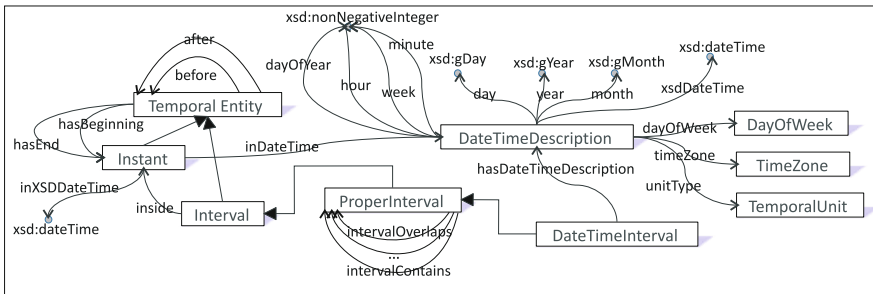 xsd:nonNegativeInteger
after
before
dayOfYear
hour
week
minute
xsd:gDay
xsd:gYear
xsd:gMonth
xsd:dateTime
day
year
month
xsdDateTime
Temporal Entity
hasBeginning
hasEnd
Instant
inDateTime
DateTimeDescription
dayOfWeek
DayOfWeek
timeZone
TimeZone
unitType
TemporalUnit
hasDateTimeDescription
inXSDDateTime
xsd:dateTime
inside
Interval
ProperInterval
intervalOverlaps
...
intervalContains
DateTimeInterval